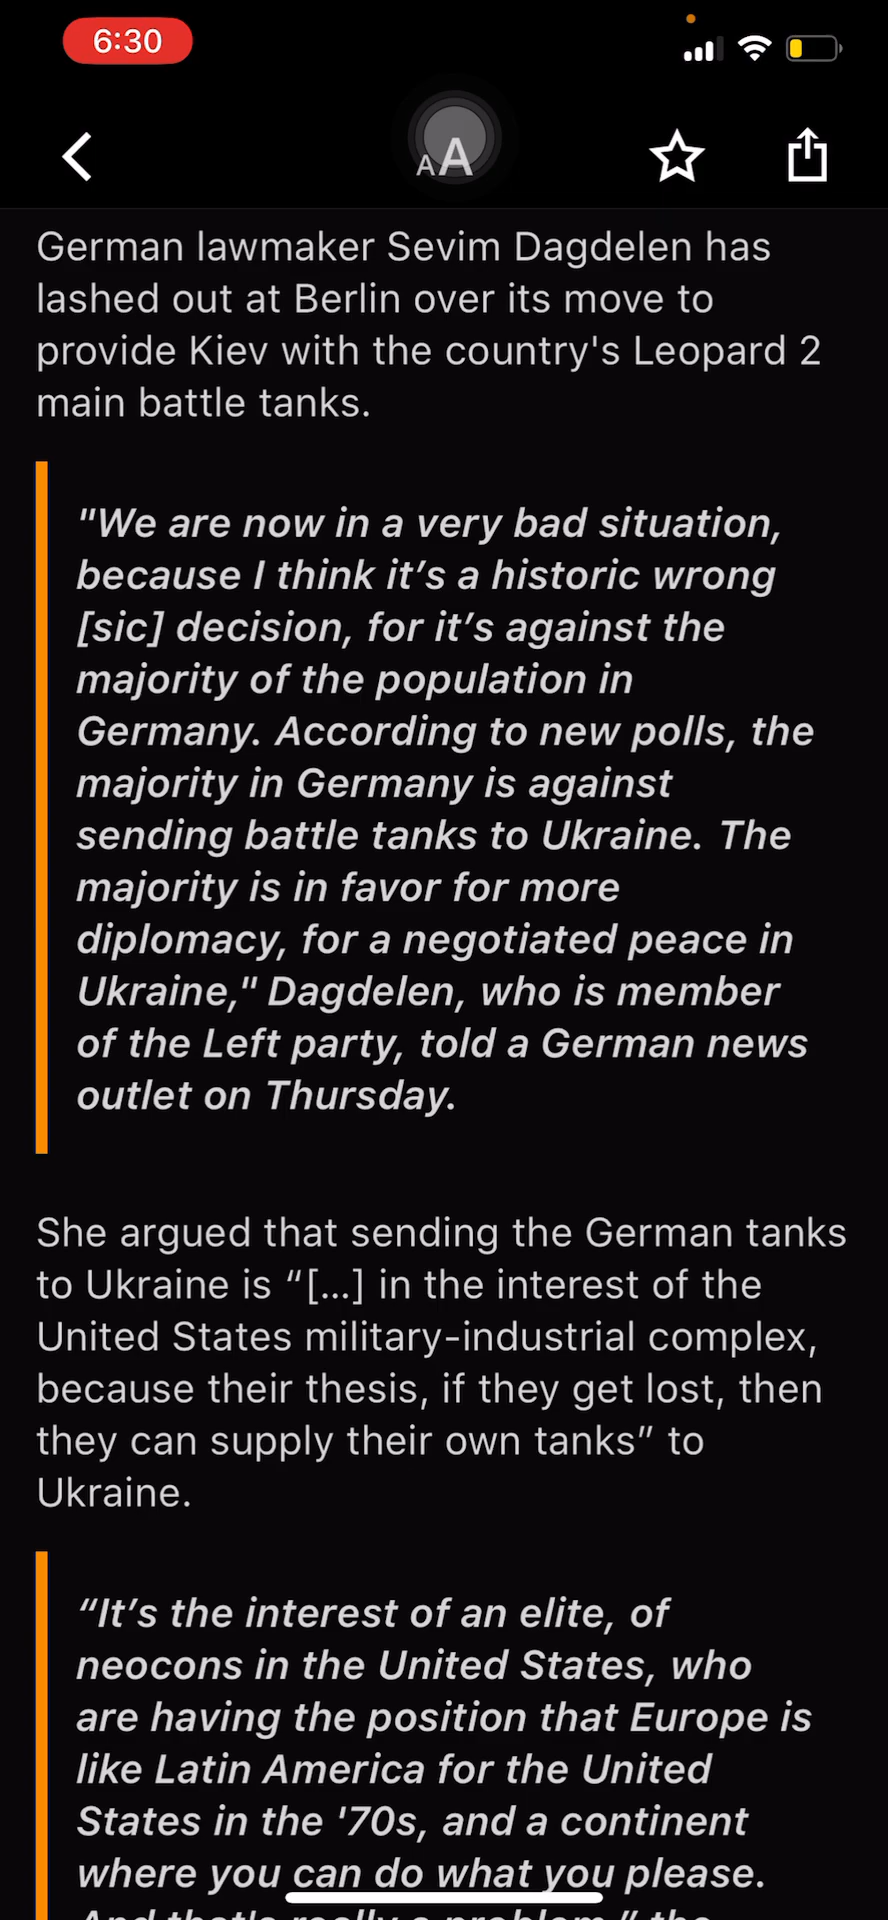 6:30
AA
German lawmaker Sevim Dagdelen has
lashed out at Berlin over its move to
provide Kiev with the country's Leopard 2
main battle tanks.
"We are now in a very bad situation,
because I think it’s a historic wrong
[sic] decision, for it’s against the
majority of the population in
Germany. According to new polls, the
majority in Germany is against
sending battle tanks to Ukraine. The
majority is in favor for more
diplomacy, for a negotiated peace in
Ukraine," Dagdelen, who is member
of the Left party, told a German news
outlet on Thursday.
She argued that sending the German tanks
to Ukraine is “[...] in the interest of the
United States military-industrial complex,
because their thesis, if they get lost, then
they can supply their own tanks” to
Ukraine.
“It’s the interest of an elite, of
neocons in the United States, who
are having the position that Europe is
like Latin America for the United
States in the '70s, and a continent
where you can do what you please.
And that's really a problem,” the